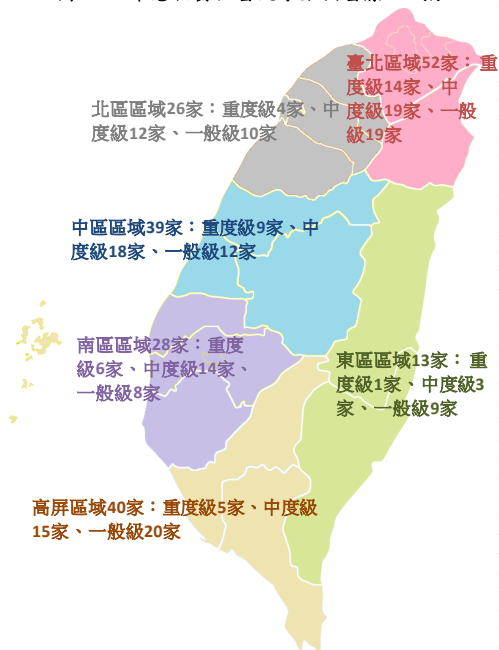 臺北區域52家：重
度級14家、中
度級19家、一般
級19家
北區區域26家：重度級4家、中
度級12家、一般級10家
中區區域39家：重度級9家、中
度級18家、一般級12家
南區區域28家：重度
級6家、中度級14家、
一般級8家
東區區域13家：重
度級1家、中度級3
家、一般級9家
高屏區域40家：重度級5家、中度級
15家、一般級20家